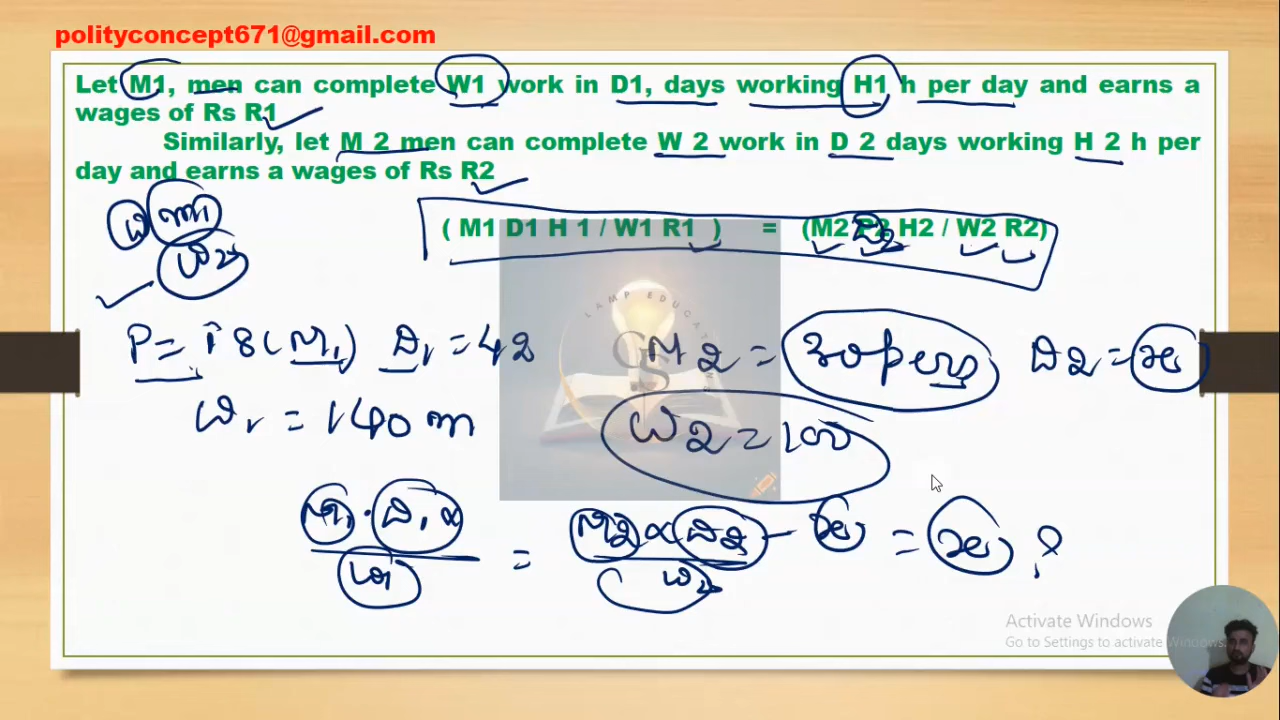 polityconcept671@gmail.com
Let M1, men can complete W1 work in D1, days working H1 h per day and earns a
wages of Rs R1
Similarly, let M 2 men can complete W 2 work in D 2 days working H 2 h per
day and earns a wages of Rs R2
( M1 D1 H 1 / W1 R1 ) = (M2 D2 H2 / W2 R2)
LAMP EDUCAT
GS
M2 = 30 pers D2 =
W1 = 140 m
W2 = 100
M1 . D1
= M2 D2
W1 W2
Activate Windows
Go to Settings to activate Windows.